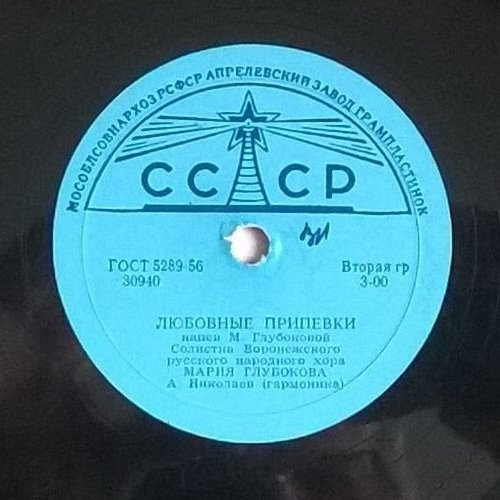 МОСОБЛСОВНАРХОЗ РСФСР АПРЕЛЕВСКИЙ ЗАВОД ГРАМПЛАСТИНОК
СССР
ГОСТ 5289-56
30940
Вторая гр
3-00
ЛЮБОВНЫЕ ПРИПЕВКИ
напев М. Глубоковой
Солистка Воронежского
русского народного хора
МАРИЯ ГЛУБОКОВА
А. Николаев (гармоника)